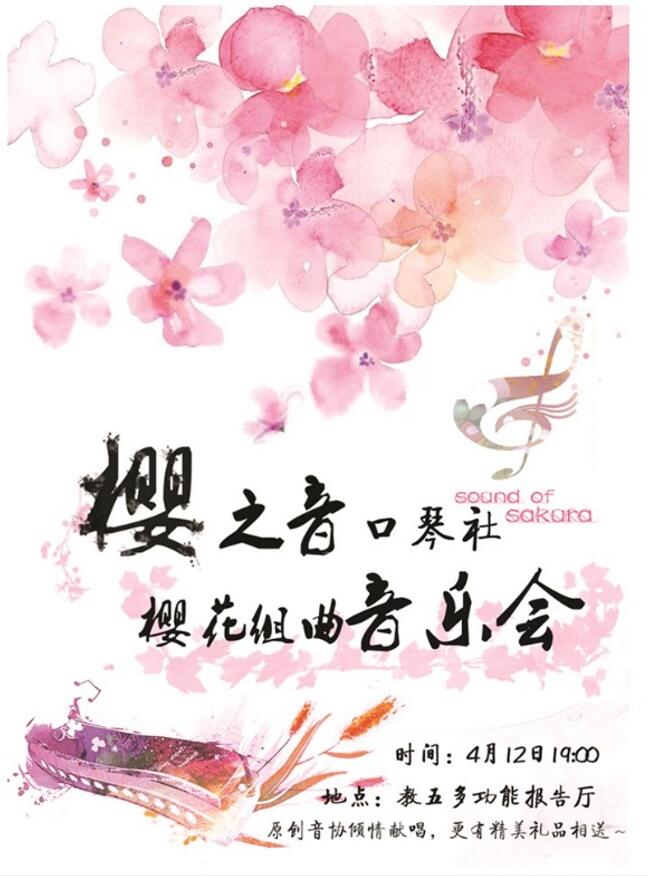 樱之音口琴社
sound of
sakura
樱花组曲音乐会
时间：4月12日19:00
地点：教五多功能报告厅
原创音协倾情献唱，更有精美礼品相送~